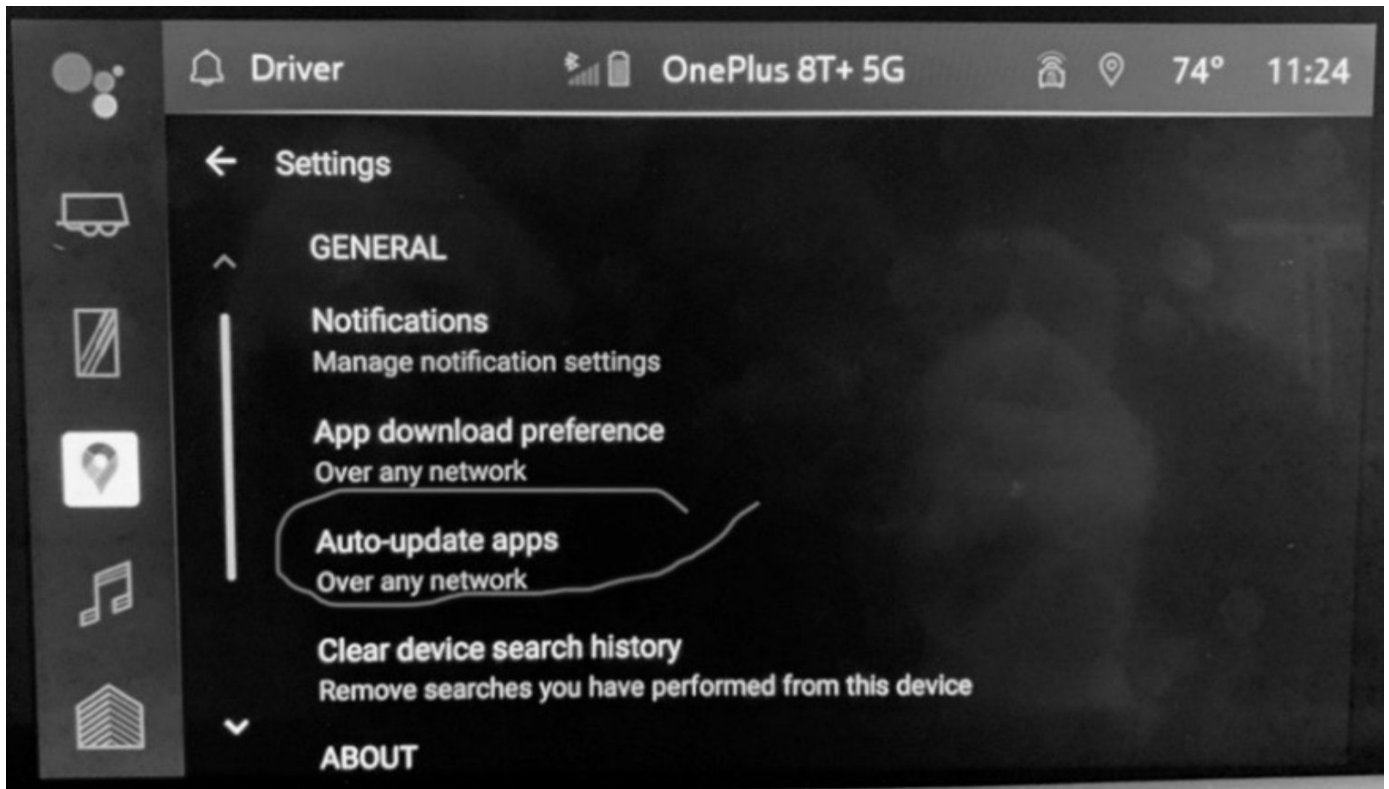 Driver
OnePlus 8T+ 5G
74°
11:24
Settings
GENERAL
Notifications
Manage notification settings
App download preference
Over any network
Auto-update apps
Over any network
Clear device search history
Remove searches you have performed from this device
ABOUT